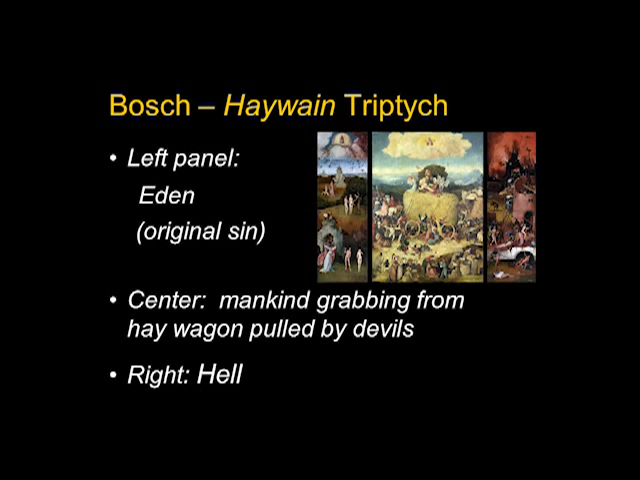 Bosch – Haywain Triptych
• Left panel:
Eden
(original sin)
• Center: mankind grabbing from
hay wagon pulled by devils
• Right: Hell